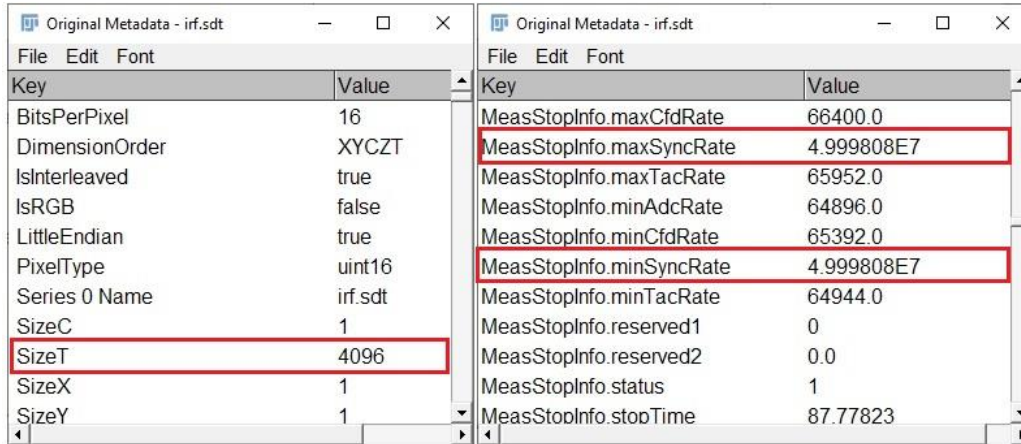 Original Metadata - irf.sdt
File Edit Font
Key Value
BitsPerPixel 16
DimensionOrder XYCZT
IsInterleaved true
IsRGB false
LittleEndian true
PixelType uint16
Series 0 Name irf.sdt
SizeC 1
SizeT 4096
SizeX 1
SizeY 1
Original Metadata - irf.sdt
File Edit Font
Key Value
MeasStopInfo.maxCfdRate 66400.0
MeasStopInfo.maxSyncRate 4.999808E7
MeasStopInfo.maxTacRate 65952.0
MeasStopInfo.minAdcRate 64896.0
MeasStopInfo.minCfdRate 65392.0
MeasStopInfo.minSyncRate 4.999808E7
MeasStopInfo.minTacRate 64944.0
MeasStopInfo.reserved1 0
MeasStopInfo.reserved2 0.0
MeasStopInfo.status 1
MeasStopInfo.stopTime 87.77823